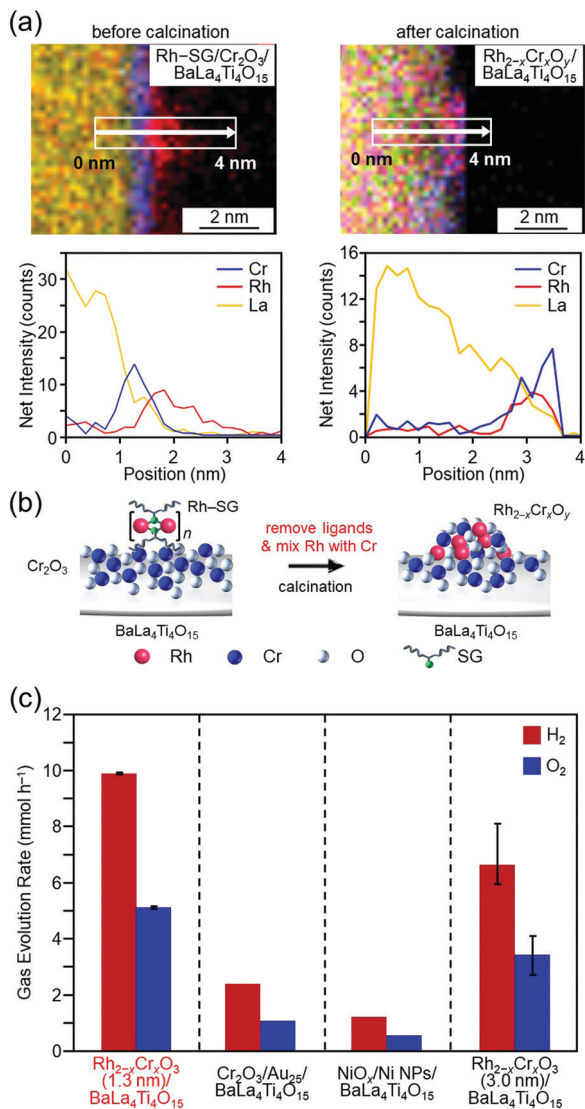 (a)
before calcination
after calcination
Rh–SG/Cr₂O₃/
BaLa₄Ti₄O₁₅
Rh₂₋ₓCrₓOᵧ/
BaLa₄Ti₄O₁₅
0 nm
4 nm
0 nm
4 nm
2 nm
2 nm
Net Intensity (counts)
30
20
10
0
Cr
Rh
La
0 1 2 3 4
Position (nm)
Net Intensity (counts)
16
12
8
4
0
Cr
Rh
La
0 1 2 3 4
Position (nm)
(b)
Rh–SG
n
Cr₂O₃
BaLa₄Ti₄O₁₅
remove ligands
& mix Rh with Cr
calcination
Rh₂₋ₓCrₓOᵧ
BaLa₄Ti₄O₁₅
Rh
Cr
O
SG
(c)
Gas Evolution Rate (mmol h⁻¹)
12
10
8
6
4
2
0
H₂
O₂
Rh₂₋ₓCrₓO₃
(1.3 nm)/
BaLa₄Ti₄O₁₅
Cr₂O₃/Au₂₅/
BaLa₄Ti₄O₁₅
NiOₓ/Ni NPs/
BaLa₄Ti₄O₁₅
Rh₂₋ₓCrₓO₃
(3.0 nm)/
BaLa₄Ti₄O₁₅